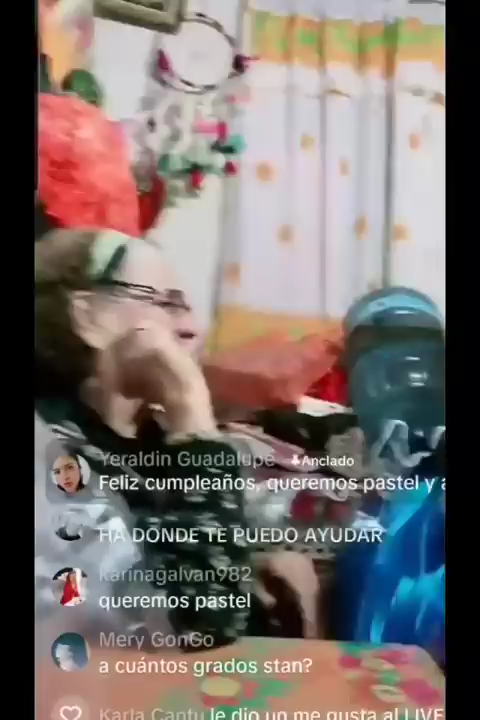 Yeraldin Guadalupe Anclado
Feliz cumpleaños, queremos pastel y a
HA DONDE TE PUEDO AYUDAR
karinagalvan982
queremos pastel
Mery GonGo
a cuántos grados stan?
Karla Cantu le dio un me gusta al LIVE